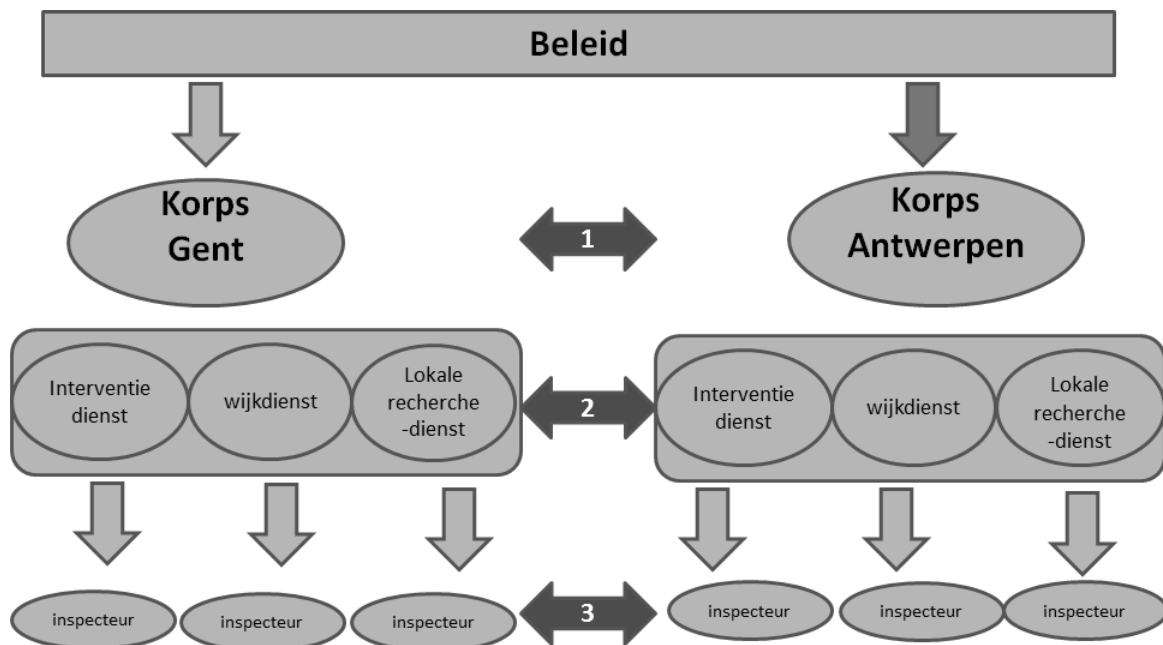 Beleid
Korps
Gent
1
Korps
Antwerpen
Interventie
dienst
wijkdienst
Lokale
recherche
-dienst
2
Interventie
dienst
wijkdienst
Lokale
recherche
-dienst
inspecteur
inspecteur
inspecteur
3
inspecteur
inspecteur
inspecteur